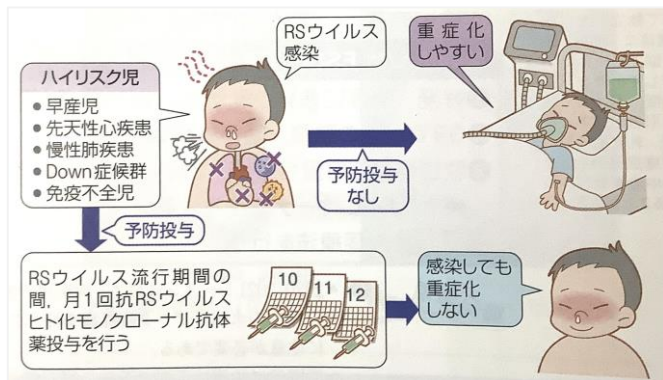 RSウイルス
感染
重症化
しやすい
ハイリスク児
● 早産児
● 先天性心疾患
● 慢性肺疾患
● Down症候群
● 免疫不全児
予防投与
なし
予防投与
RSウイルス流行期間の
間，月1回抗RSウイルス
ヒト化モノクローナル抗体
薬投与を行う
10
11
12
感染しても
重症化
しない